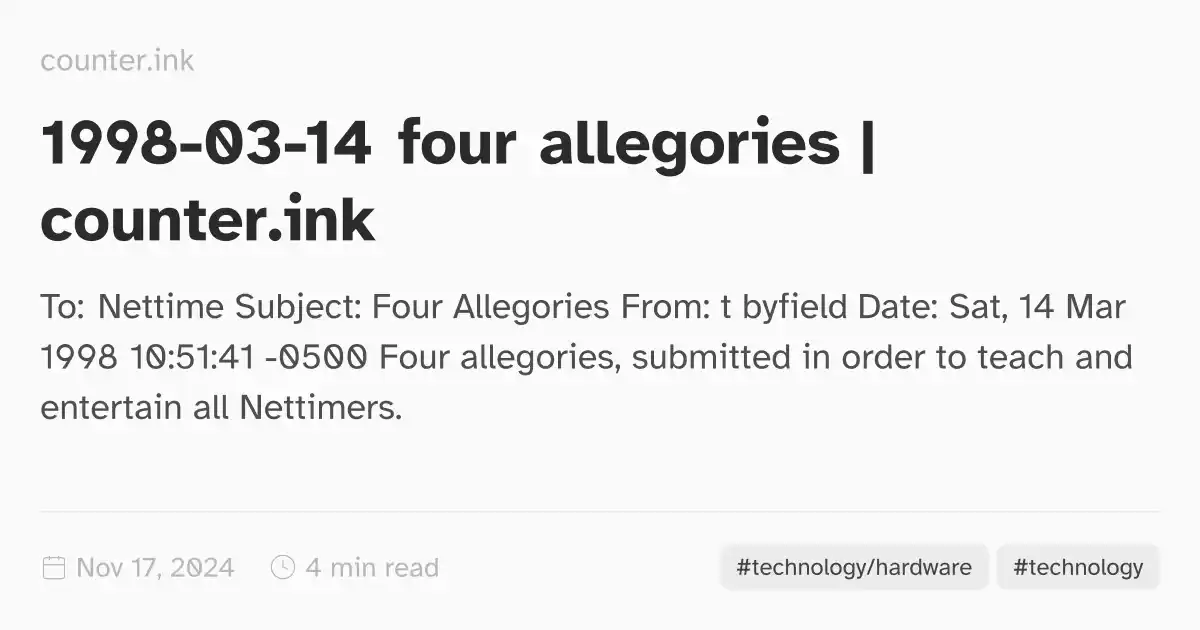 counter.ink
1998-03-14 four allegories |
counter.ink
To: Nettime Subject: Four Allegories From: t byfield Date: Sat, 14 Mar
1998 10:51:41 -0500 Four allegories, submitted in order to teach and
entertain all Nettimers.
Nov 17, 2024 4 min read #technology/hardware #technology